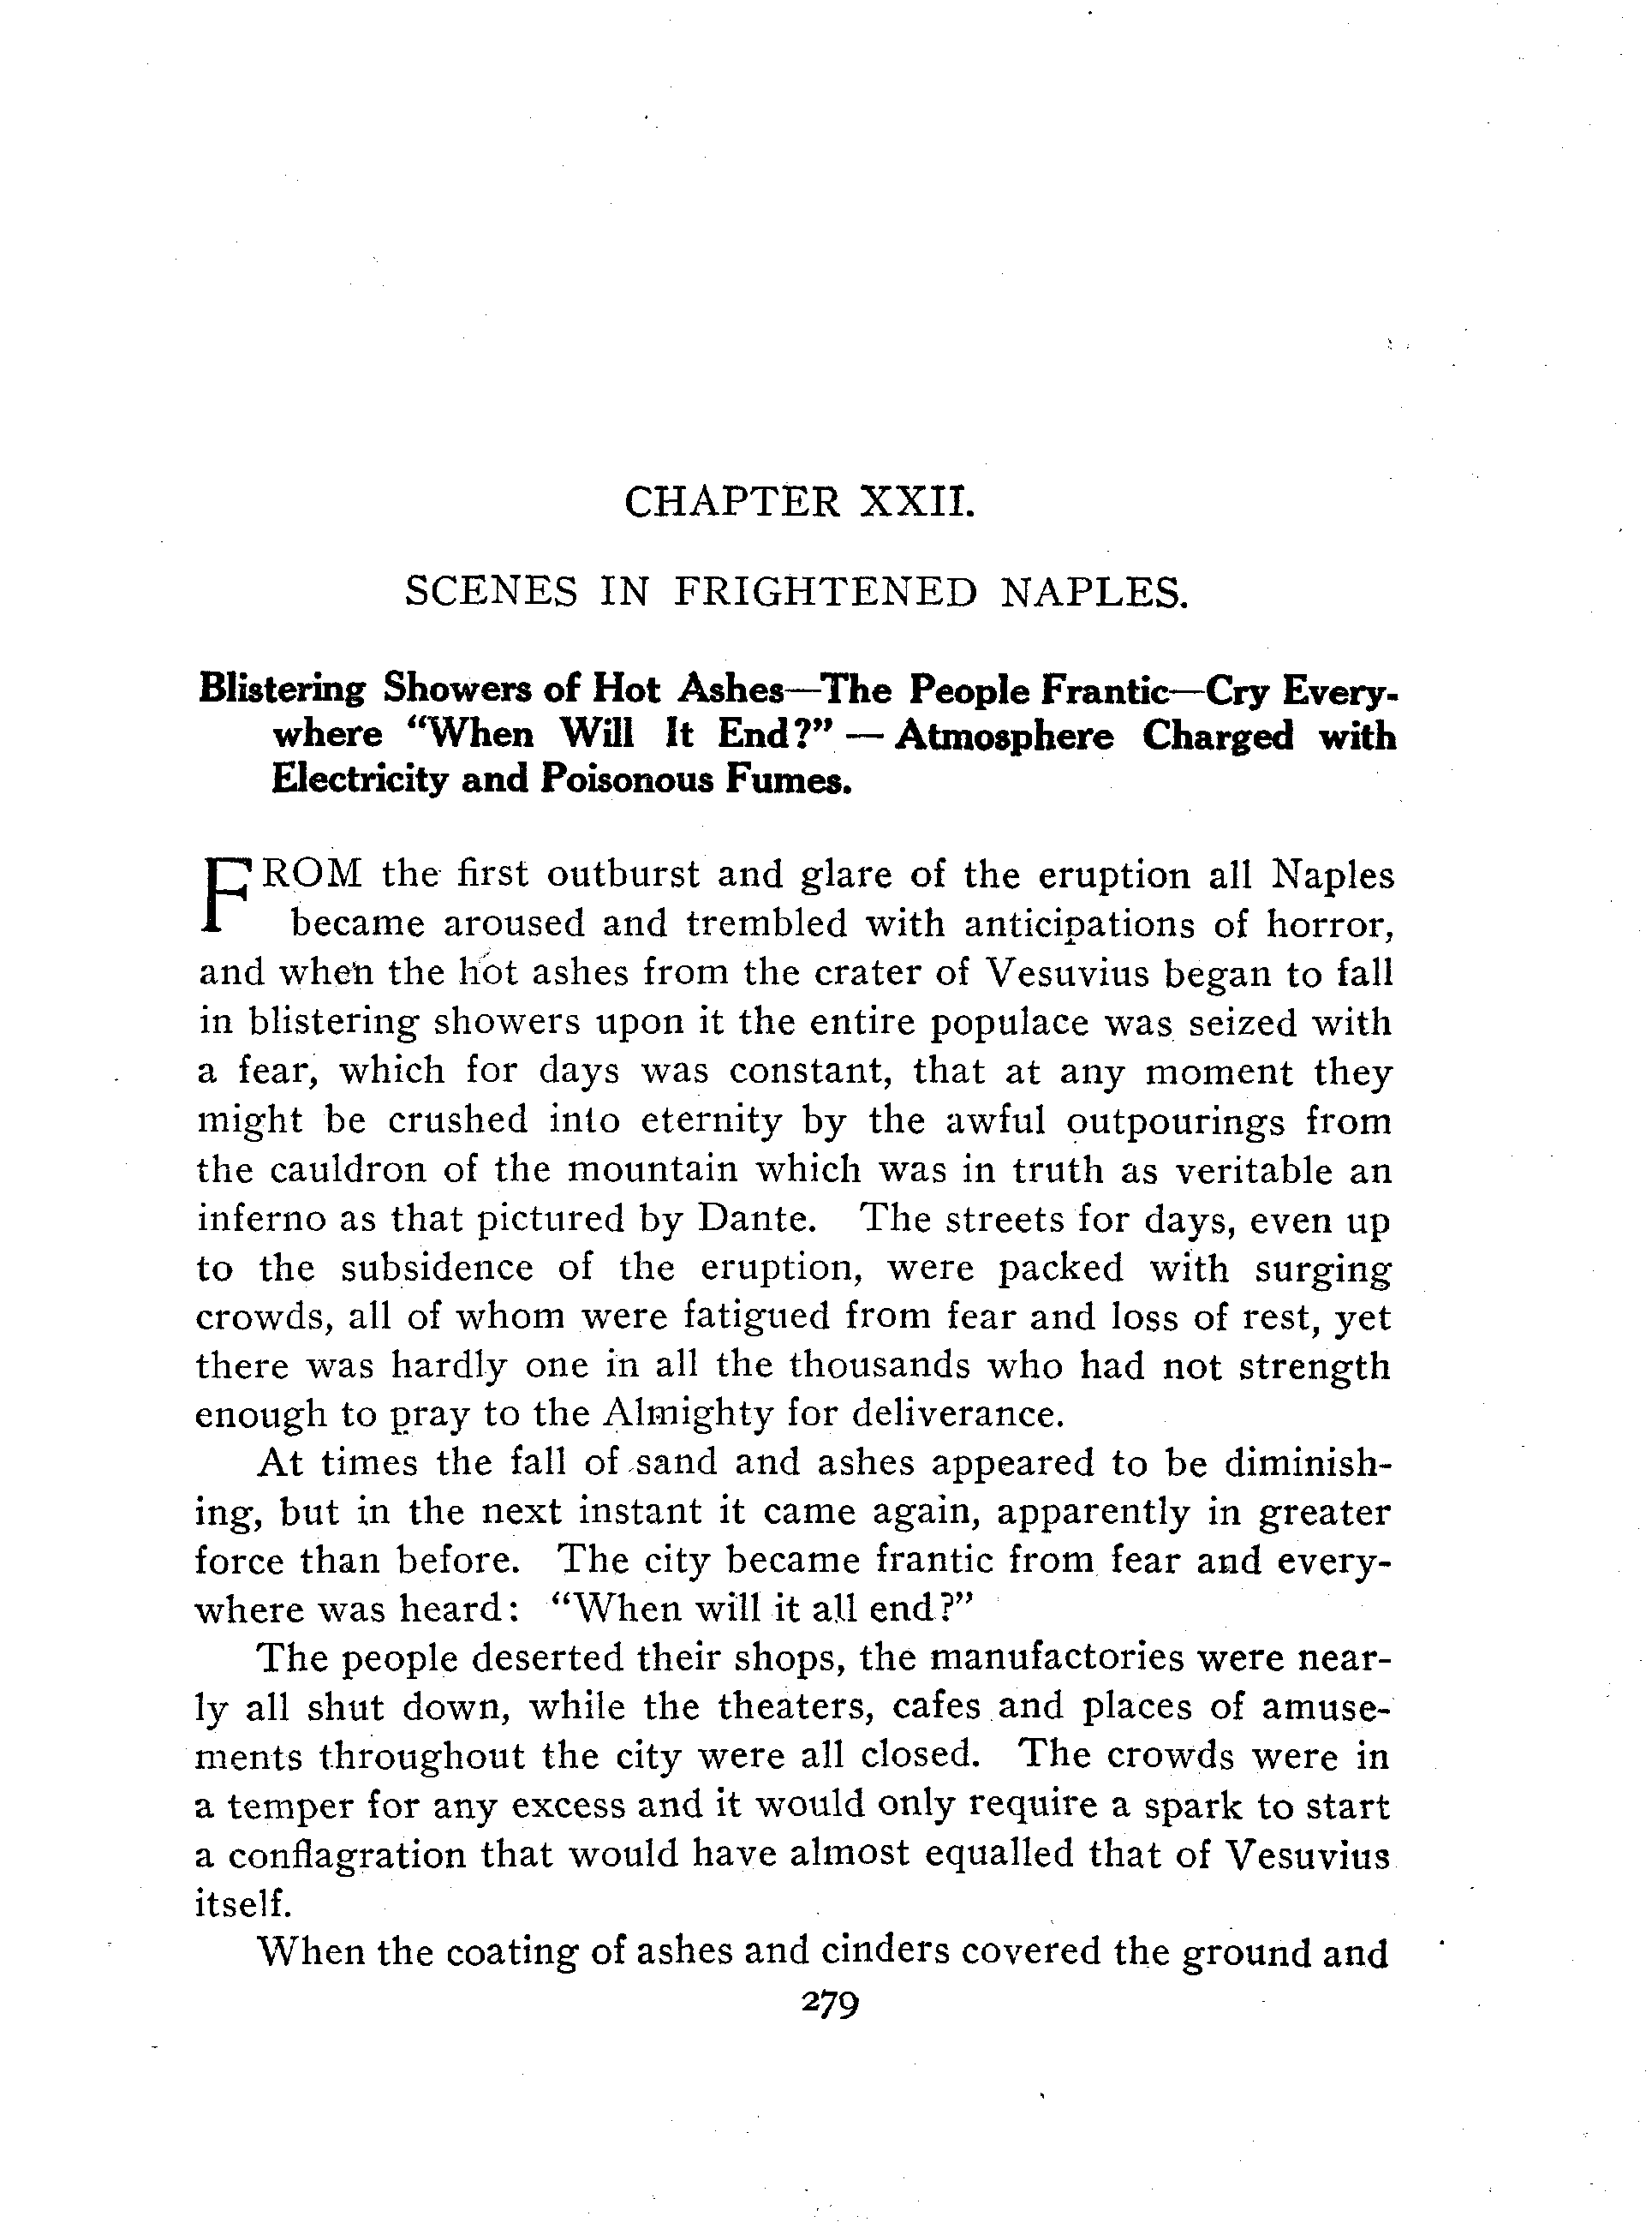 CHAPTER XXII.
SCENES IN FRIGHTENED NAPLES.
Blistering Showers of Hot Ashes—The People Frantic—Cry Every-
where “When Will It End?” — Atmosphere Charged with
Electricity and Poisonous Fumes.
FROM the first outburst and glare of the eruption all Naples
became aroused and trembled with anticipations of horror,
and when the hot ashes from the crater of Vesuvius began to fall
in blistering showers upon it the entire populace was seized with
a fear, which for days was constant, that at any moment they
might be crushed into eternity by the awful outpourings from
the cauldron of the mountain which was in truth as veritable an
inferno as that pictured by Dante. The streets for days, even up
to the subsidence of the eruption, were packed with surging
crowds, all of whom were fatigued from fear and loss of rest, yet
there was hardly one in all the thousands who had not strength
enough to pray to the Almighty for deliverance.
At times the fall of sand and ashes appeared to be diminish-
ing, but in the next instant it came again, apparently in greater
force than before. The city became frantic from fear and every-
where was heard: “When will it all end?”
The people deserted their shops, the manufactories were near-
ly all shut down, while the theaters, cafes and places of amuse-
ments throughout the city were all closed. The crowds were in
a temper for any excess and it would only require a spark to start
a conflagration that would have almost equalled that of Vesuvius
itself.
When the coating of ashes and cinders covered the ground and
279